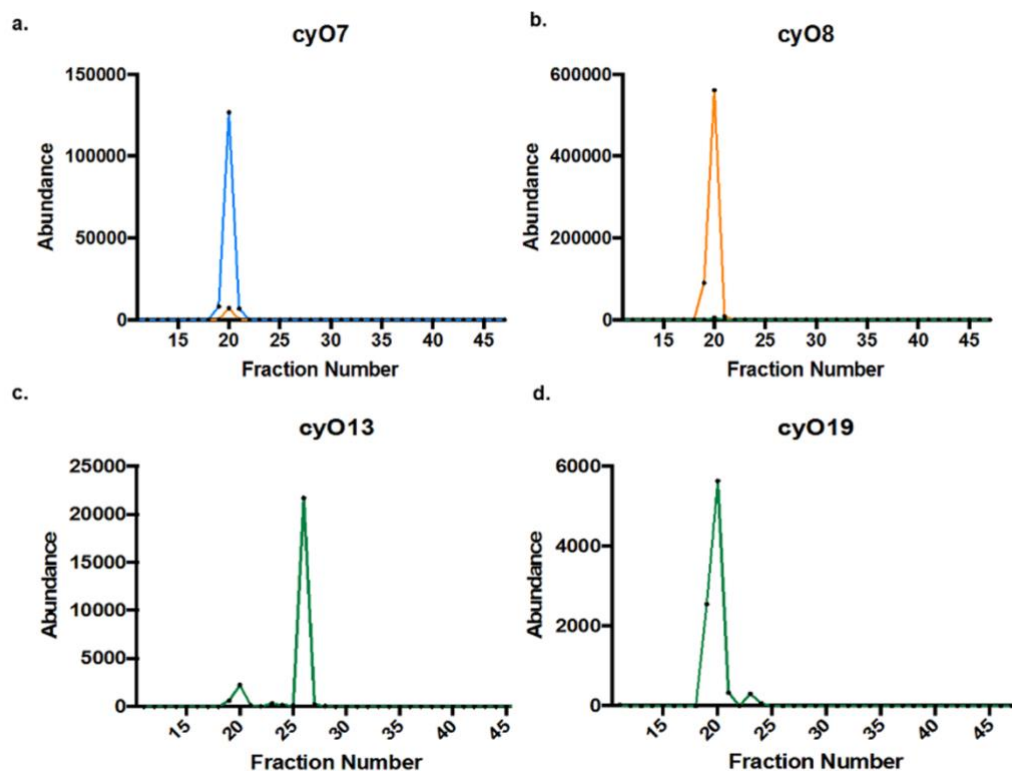 a.
cyO7
150000
100000
50000
0
Abundance
15 20 25 30 35 40 45
Fraction Number
b.
cyO8
600000
400000
200000
0
Abundance
15 20 25 30 35 40 45
Fraction Number
c.
cyO13
25000
20000
15000
10000
5000
0
Abundance
15 20 25 30 35 40 45
Fraction Number
d.
cyO19
6000
4000
2000
0
Abundance
15 20 25 30 35 40 45
Fraction Number